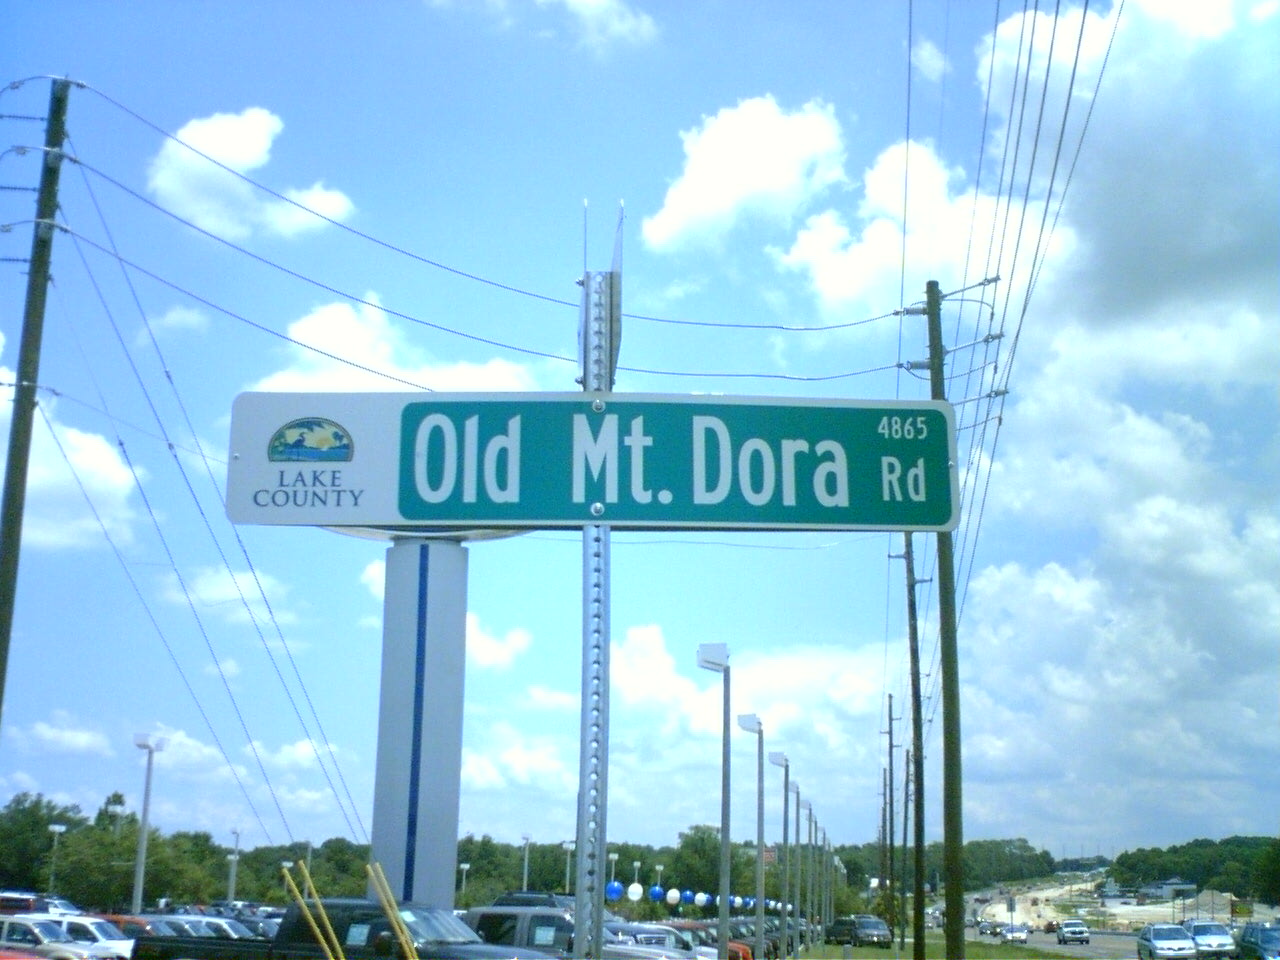 LAKE
COUNTY
Old Mt. Dora Rd
4865